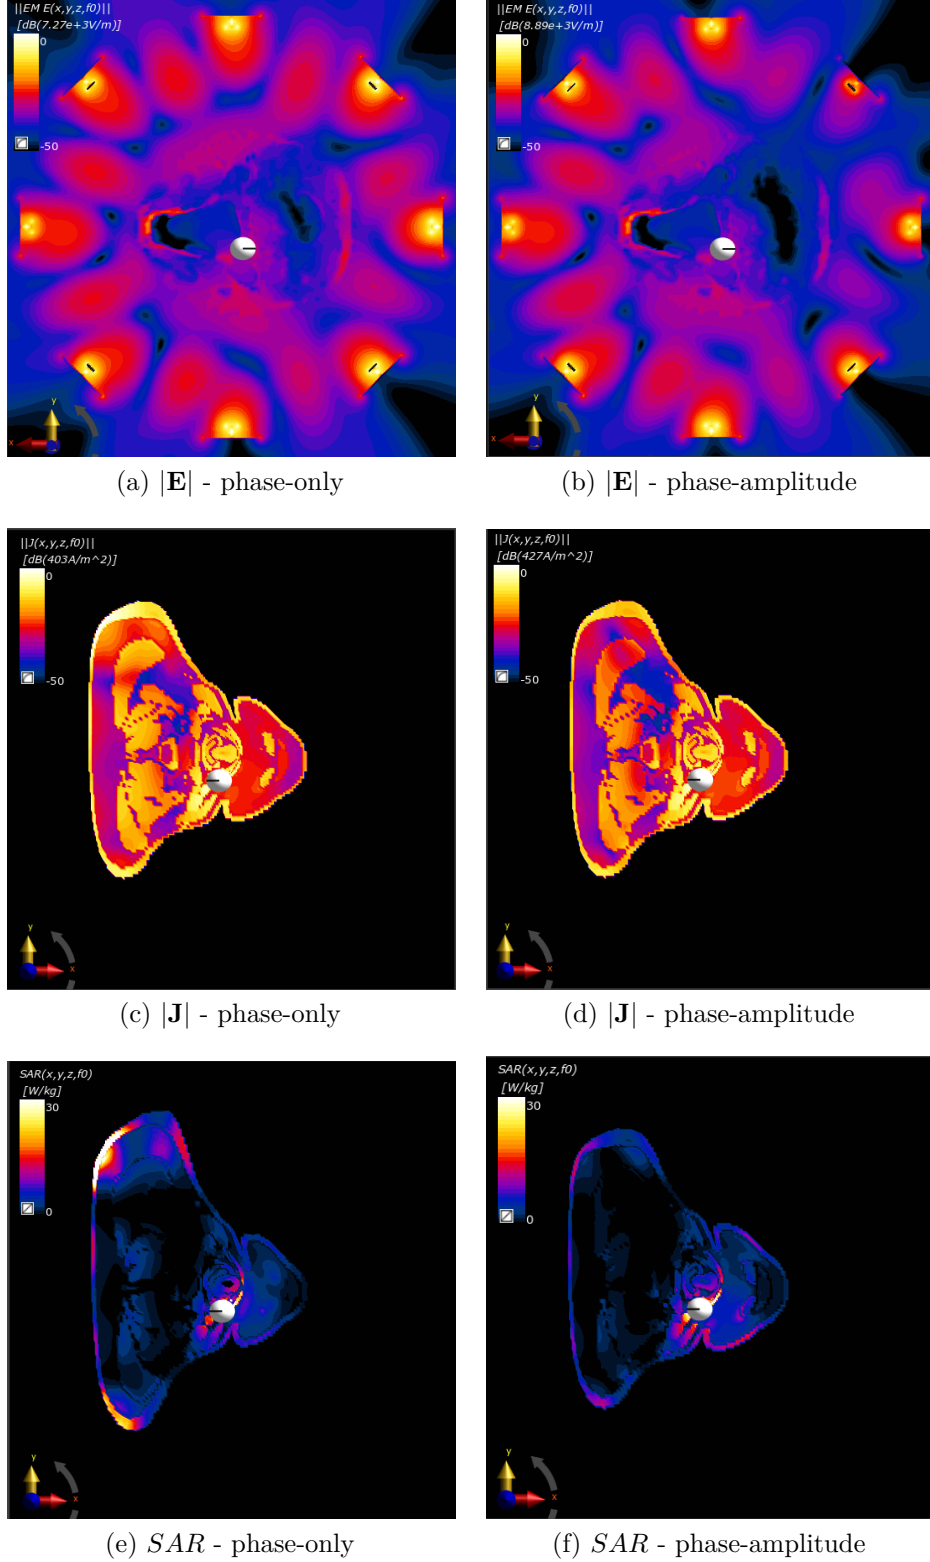 ||EM E(x,y,z,f0)||
[dB(7.27e+3V/m)]
0
-50
y
x
||EM E(x,y,z,f0)||
[dB(8.89e+3V/m)]
0
-50
y
x
(a) |E| - phase-only
(b) |E| - phase-amplitude
||J(x,y,z,f0)||
[dB(403A/m^2)]
0
-50
y
x
||J(x,y,z,f0)||
[dB(427A/m^2)]
0
-50
y
x
(c) |J| - phase-only
(d) |J| - phase-amplitude
SAR(x,y,z,f0)
[W/kg]
30
0
y
x
SAR(x,y,z,f0)
[W/kg]
30
0
y
x
(e) SAR - phase-only
(f) SAR - phase-amplitude